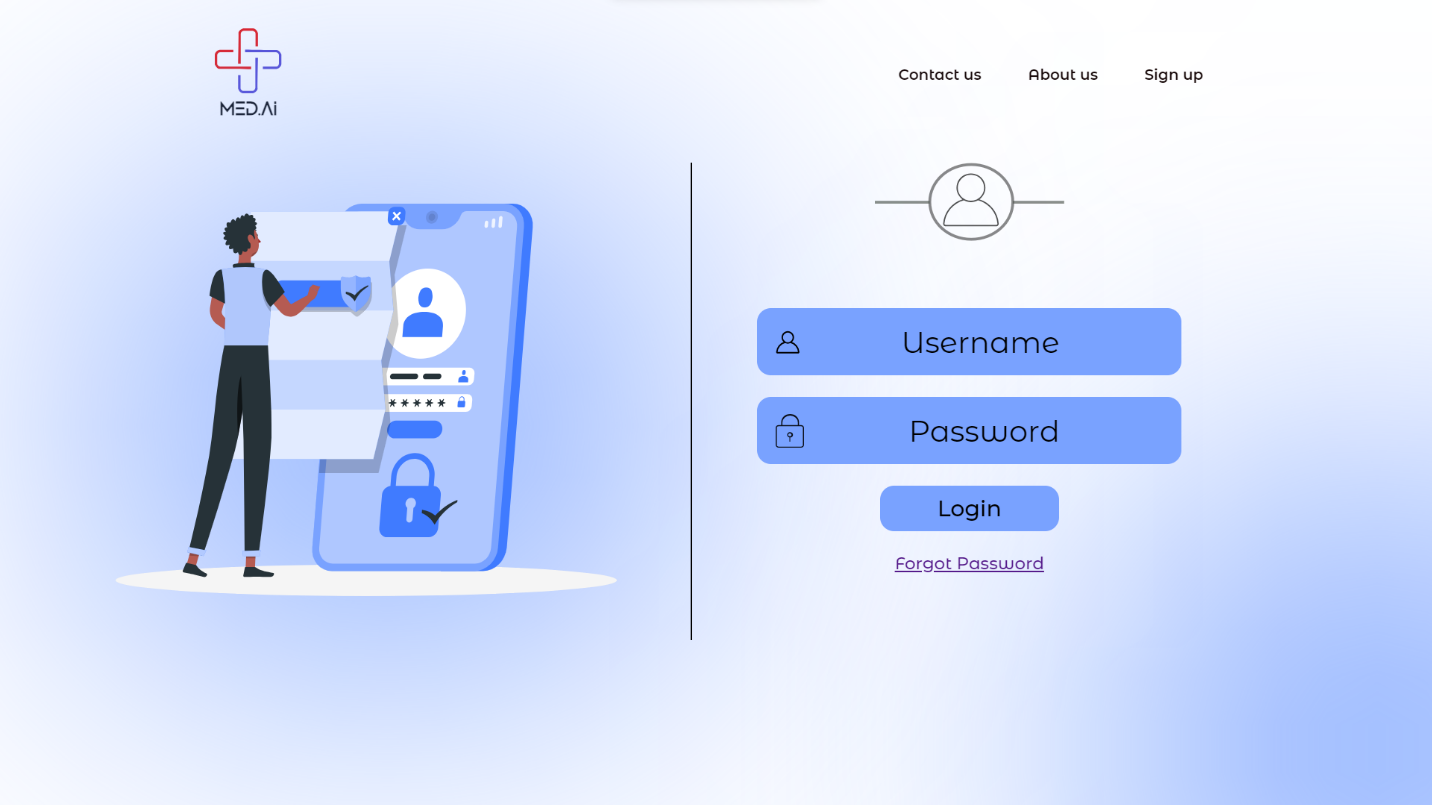 MED.Ai
Contact us
About us
Sign up
* * * * *
Username
Password
Login
Forgot Password